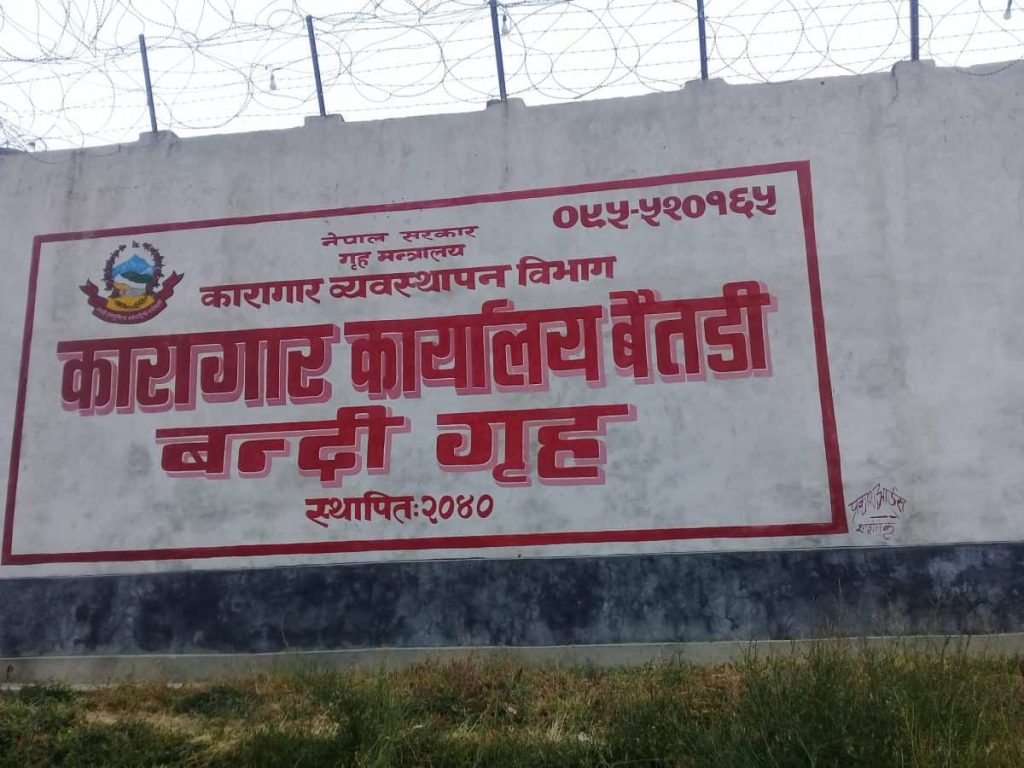 ०९५-५२०१६५
नेपाल सरकार
गृह मन्त्रालय
कारागार व्यवस्थापन विभाग
कारागार कार्यालय बैतडी
बन्दी गृह
स्थापितः२०४०